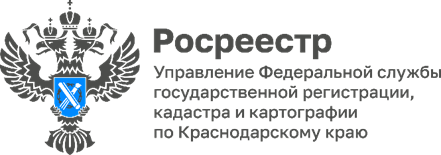 Росреестр
Управление Федеральной службы
государственной регистрации,
кадастра и картографии
по Краснодарскому краю